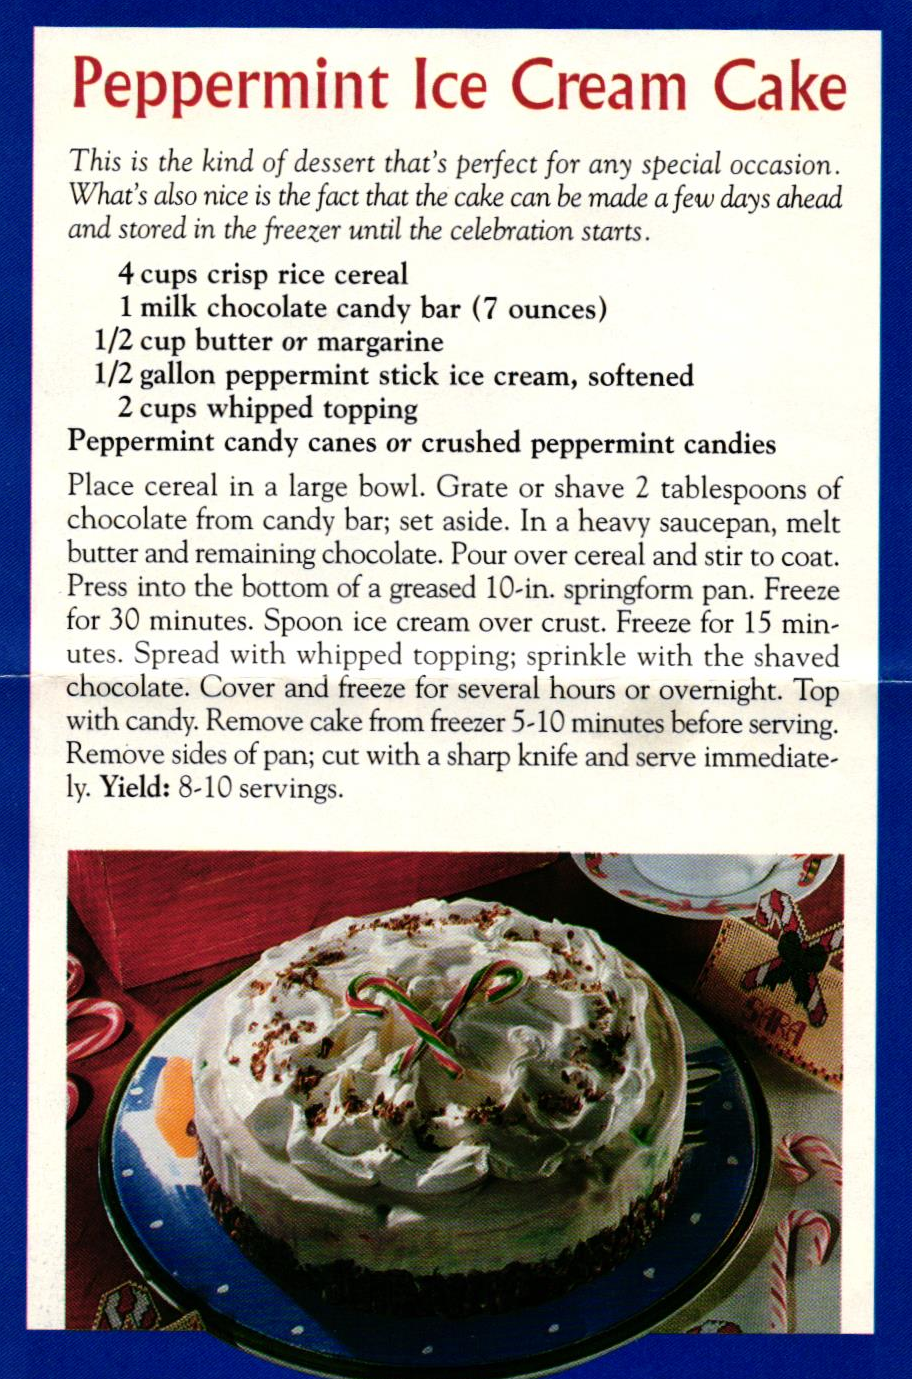 Peppermint Ice Cream Cake
This is the kind of dessert that's perfect for any special occasion.
What's also nice is the fact that the cake can be made a few days ahead
and stored in the freezer until the celebration starts.
4 cups crisp rice cereal
1 milk chocolate candy bar (7 ounces)
1/2 cup butter or margarine
1/2 gallon peppermint stick ice cream, softened
2 cups whipped topping
Peppermint candy canes or crushed peppermint candies
Place cereal in a large bowl. Grate or shave 2 tablespoons of
chocolate from candy bar; set aside. In a heavy saucepan, melt
butter and remaining chocolate. Pour over cereal and stir to coat.
Press into the bottom of a greased 10-in. springform pan. Freeze
for 30 minutes. Spoon ice cream over crust. Freeze for 15 min-
utes. Spread with whipped topping; sprinkle with the shaved
chocolate. Cover and freeze for several hours or overnight. Top
with candy. Remove cake from freezer 5-10 minutes before serving.
Remove sides of pan; cut with a sharp knife and serve immediate-
ly. Yield: 8-10 servings.
SARA